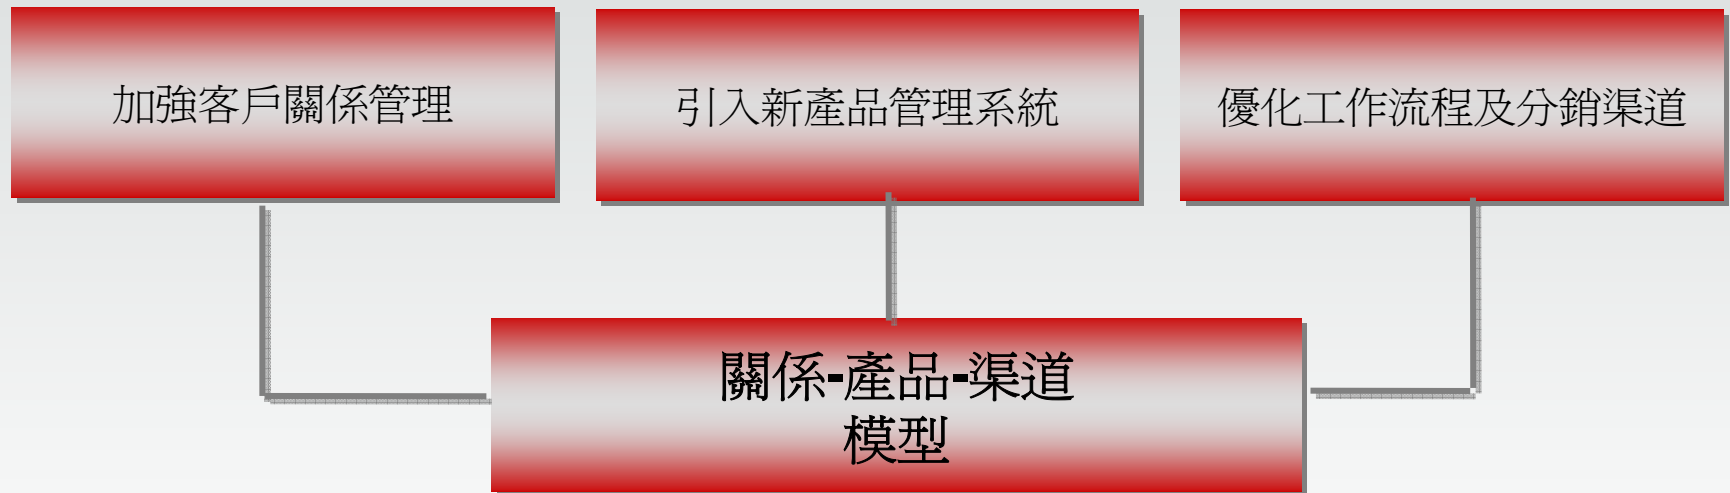 加強客戶關係管理
引入新產品管理系統
優化工作流程及分銷渠道
關係-產品-渠道
模型